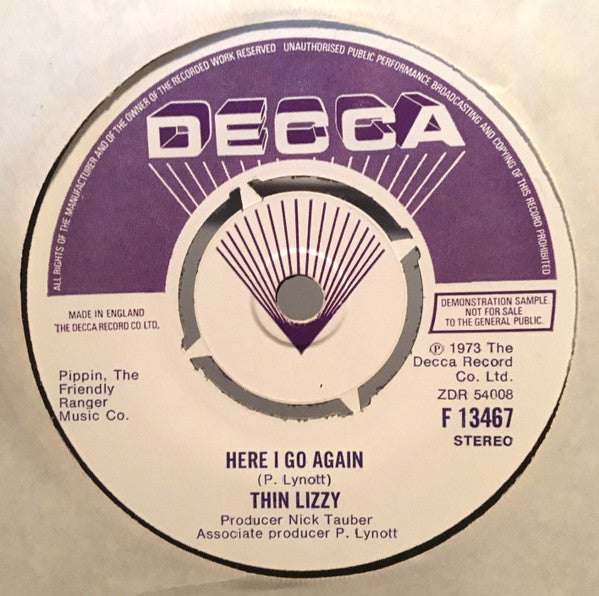 ALL RIGHTS OF THE MANUFACTURER AND OF THE OWNER OF THE RECORDED WORK RESERVED UNAUTHORISED PUBLIC PERFORMANCE BROADCASTING AND COPYING OF THIS RECORD PROHIBITED
DECCA
MADE IN ENGLAND
THE DECCA RECORD CO. LTD.
DEMONSTRATION SAMPLE.
NOT FOR SALE
TO THE GENERAL PUBLIC.
Pippin, The
Friendly
Ranger
Music Co.
℗ 1973 The
Decca Record
Co. Ltd.
ZDR 54008
F 13467
STEREO
HERE I GO AGAIN
(P. Lynott)
THIN LIZZY
Producer Nick Tauber
Associate producer P. Lynott